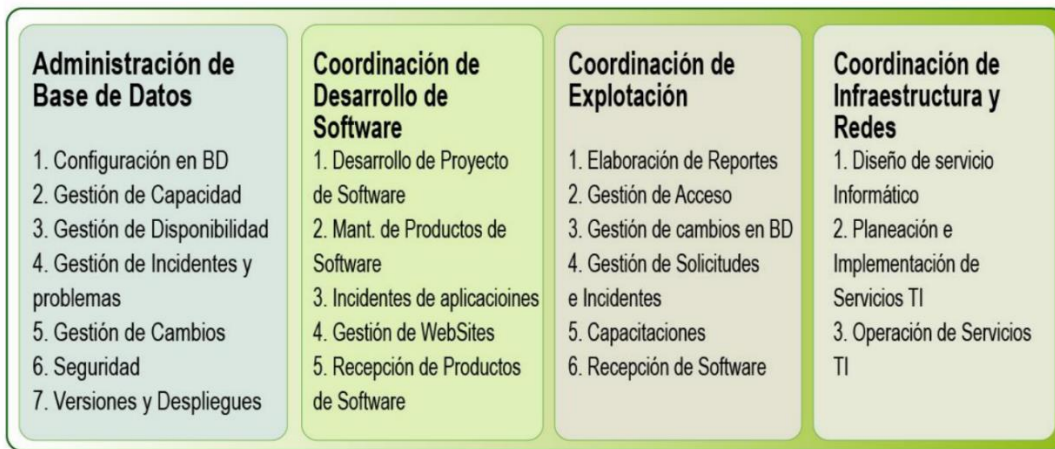 Administración de
Base de Datos
1. Configuración en BD
2. Gestión de Capacidad
3. Gestión de Disponibilidad
4. Gestión de Incidentes y
problemas
5. Gestión de Cambios
6. Seguridad
7. Versiones y Despliegues
Coordinación de
Desarrollo de
Software
1. Desarrollo de Proyecto
de Software
2. Mant. de Productos de
Software
3. Incidentes de aplicacioines
4. Gestión de WebSites
5. Recepción de Productos
de Software
Coordinación de
Explotación
1. Elaboración de Reportes
2. Gestión de Acceso
3. Gestión de cambios en BD
4. Gestión de Solicitudes
e Incidentes
5. Capacitaciones
6. Recepción de Software
Coordinación de
Infraestructura y
Redes
1. Diseño de servicio
Informático
2. Planeación e
Implementación de
Servicios TI
3. Operación de Servicios
TI